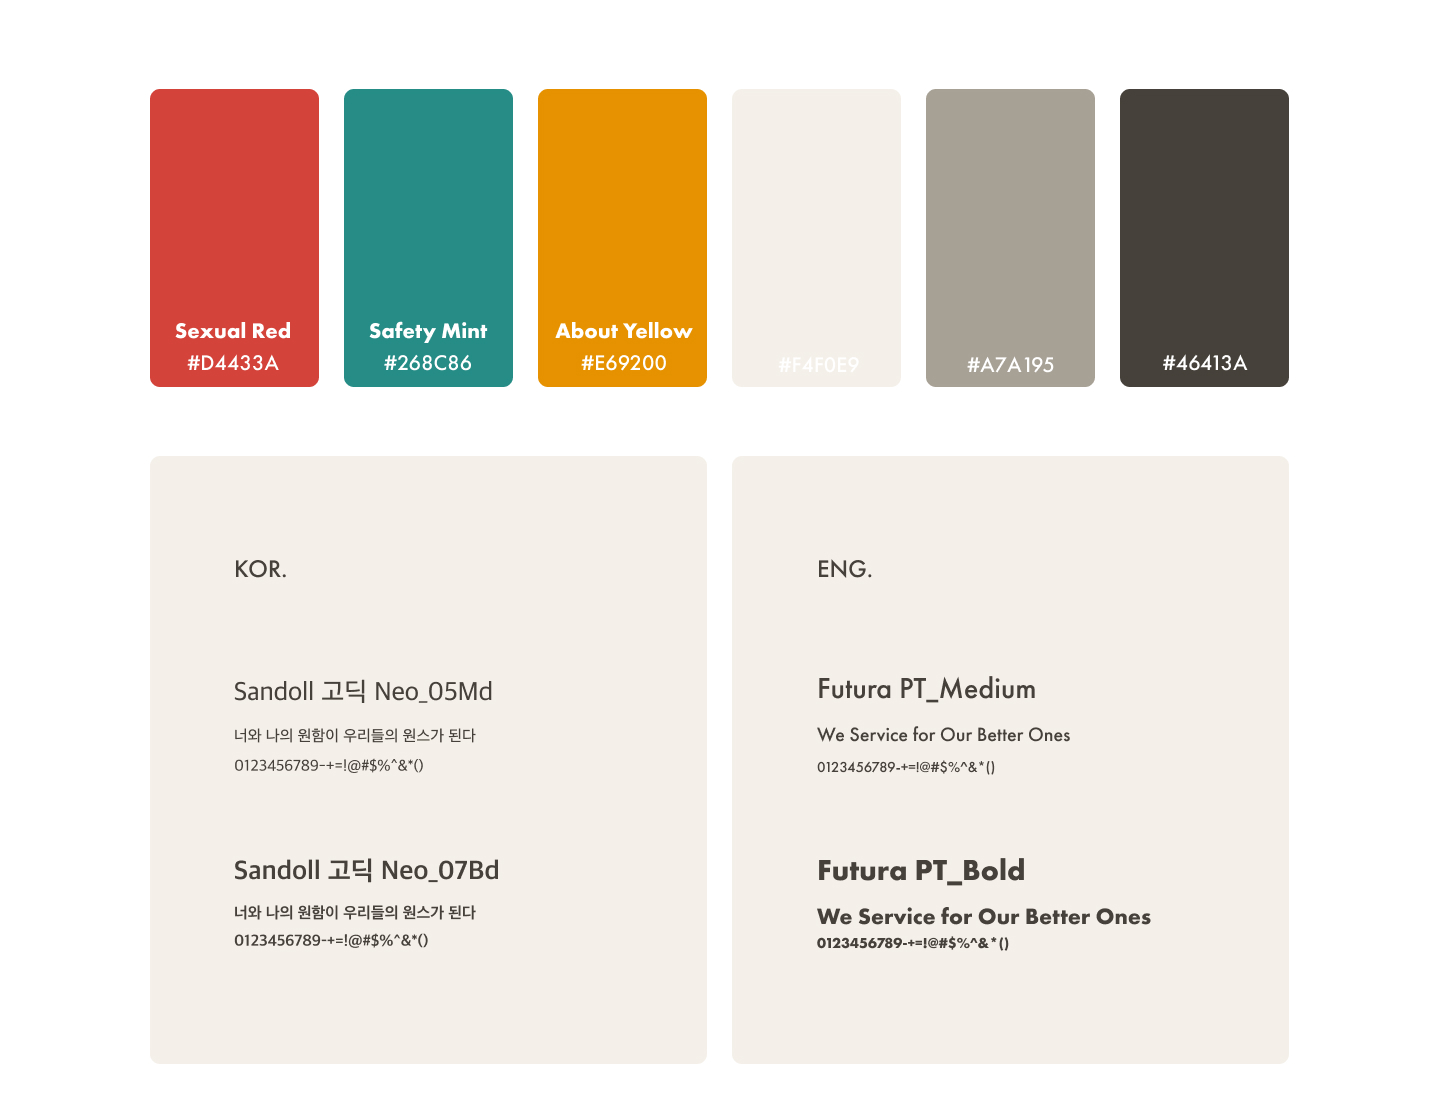 Sexual Red
#D4433A
Safety Mint
#268C86
About Yellow
#E69200
#F4F0E9
#A7A195
#46413A
KOR.
Sandoll 고딕 Neo_05Md
너와 나의 원함이 우리들의 원스가 된다
0123456789-+=!@#$%^&*()
Sandoll 고딕 Neo_07Bd
너와 나의 원함이 우리들의 원스가 된다
0123456789-+=!@#$%^&*()
ENG.
Futura PT_Medium
We Service for Our Better Ones
0123456789-+=!@#$%^&*()
Futura PT_Bold
We Service for Our Better Ones
0123456789-+=!@#$%^&*()